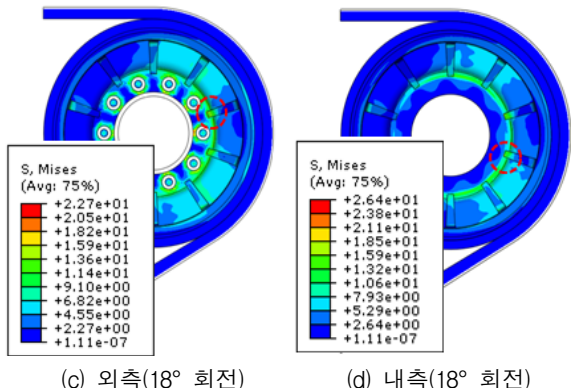 S, Mises
(Avg: 75%)
+2.27e+01
+2.05e+01
+1.82e+01
+1.59e+01
+1.36e+01
+1.14e+01
+9.10e+00
+6.82e+00
+4.55e+00
+2.27e+00
+1.11e-07
(c) 외측(18° 회전)
S, Mises
(Avg: 75%)
+2.64e+01
+2.38e+01
+2.11e+01
+1.85e+01
+1.59e+01
+1.32e+01
+1.06e+01
+7.93e+00
+5.29e+00
+2.64e+00
+1.11e-07
(d) 내측(18° 회전)